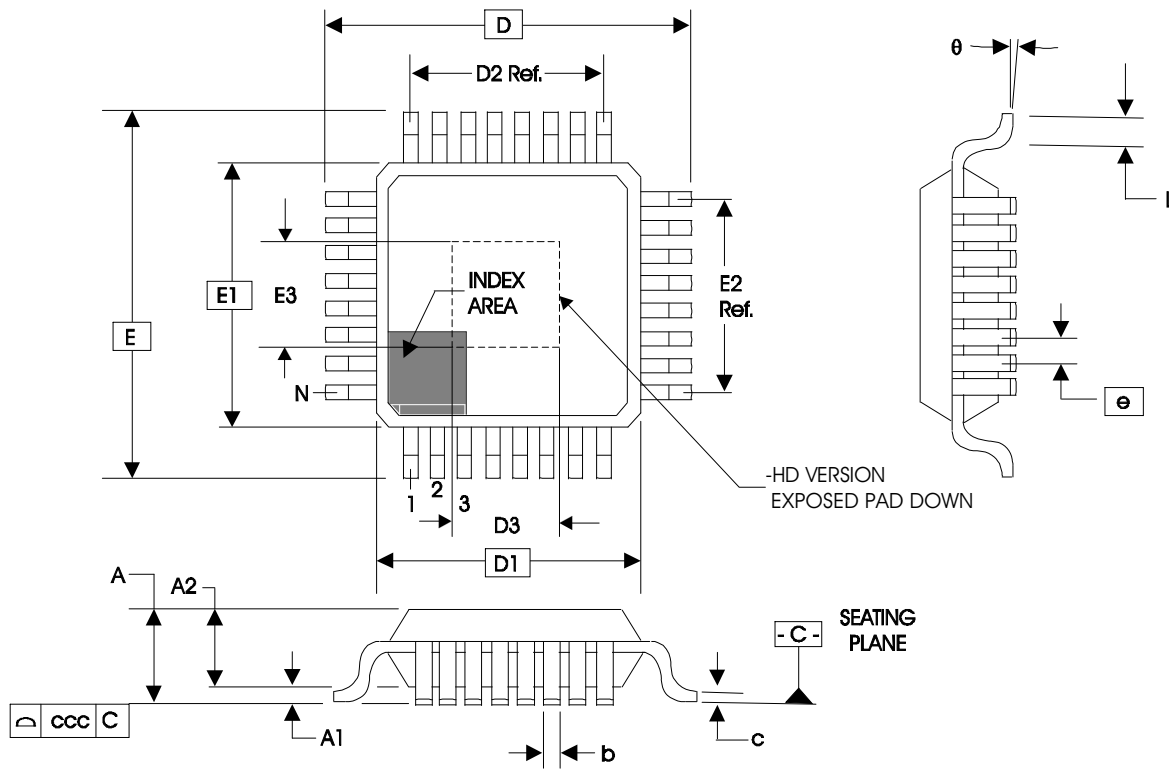 D
θ
D2 Ref.
L
E1
E3
INDEX
AREA
E2
Ref.
E
N
e
1
2
3
-HD VERSION
EXPOSED PAD DOWN
D3
D1
A
A2
- C -
SEATING
PLANE
⌓ ccc C
A1
b
c